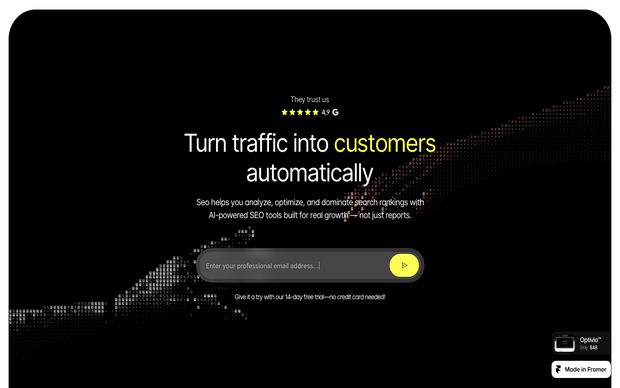 They trust us
4,9 G
Turn traffic into customers
automatically
Seo helps you analyze, optimize, and dominate search rankings with
AI-powered SEO tools built for real growth — not just reports.
Enter your professional email address...
Give it a try with our 14-day free trial—no credit card needed!
Optivio™
Only $48
Made in Framer